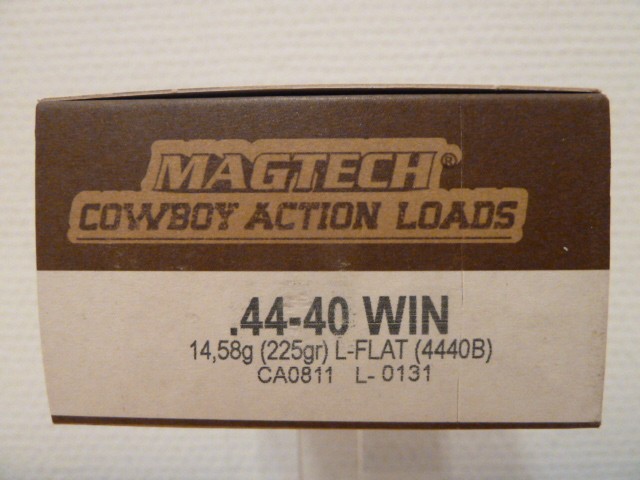 MAGTECH®
COWBOY ACTION LOADS
.44-40 WIN
14,58g (225gr) L-FLAT (4440B)
CA0811 L- 0131